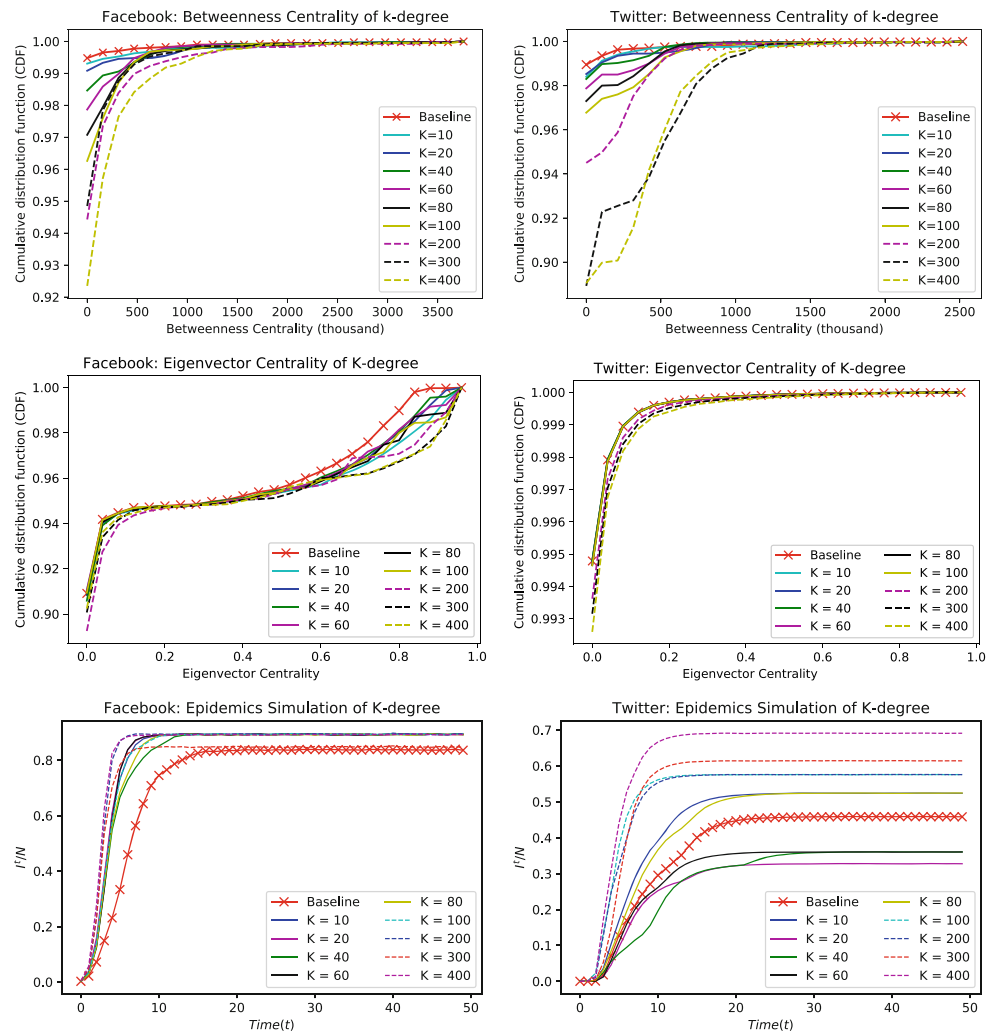 Facebook: Betweenness Centrality of k-degree
Cumulative distribution function (CDF)
1.00
0.99
0.98
0.97
0.96
0.95
0.94
0.93
0.92
Baseline
K=10
K=20
K=40
K=60
K=80
K=100
K=200
K=300
K=400
0 500 1000 1500 2000 2500 3000 3500
Betweenness Centrality (thousand)
Twitter: Betweenness Centrality of k-degree
Cumulative distribution function (CDF)
1.00
0.98
0.96
0.94
0.92
0.90
Baseline
K=10
K=20
K=40
K=60
K=80
K=100
K=200
K=300
K=400
0 500 1000 1500 2000 2500
Betweenness Centrality (thousand)
Facebook: Eigenvector Centrality of K-degree
Cumulative distribution function (CDF)
1.00
0.98
0.96
0.94
0.92
0.90
Baseline K = 80
K = 10 K = 100
K = 20 K = 200
K = 40 K = 300
K = 60 K = 400
0.0 0.2 0.4 0.6 0.8 1.0
Eigenvector Centrality
Twitter: Eigenvector Centrality of K-degree
Cumulative distribution function (CDF)
1.000
0.999
0.998
0.996
0.995
0.993
Baseline K = 80
K = 10 K = 100
K = 20 K = 200
K = 40 K = 300
K = 60 K = 400
0.0 0.2 0.4 0.6 0.8 1.0
Eigenvector Centrality
Facebook: Epidemics Simulation of K-degree
I^τ/N
0.8
0.6
0.4
0.2
0.0
Baseline K = 80
K = 10 K = 100
K = 20 K = 200
K = 40 K = 300
K = 60 K = 400
0 10 20 30 40 50
Time(t)
Twitter: Epidemics Simulation of K-degree
I^τ/N
0.7
0.6
0.5
0.4
0.3
0.2
0.1
0.0
Baseline K = 80
K = 10 K = 100
K = 20 K = 200
K = 40 K = 300
K = 60 K = 400
0 10 20 30 40 50
Time(t)